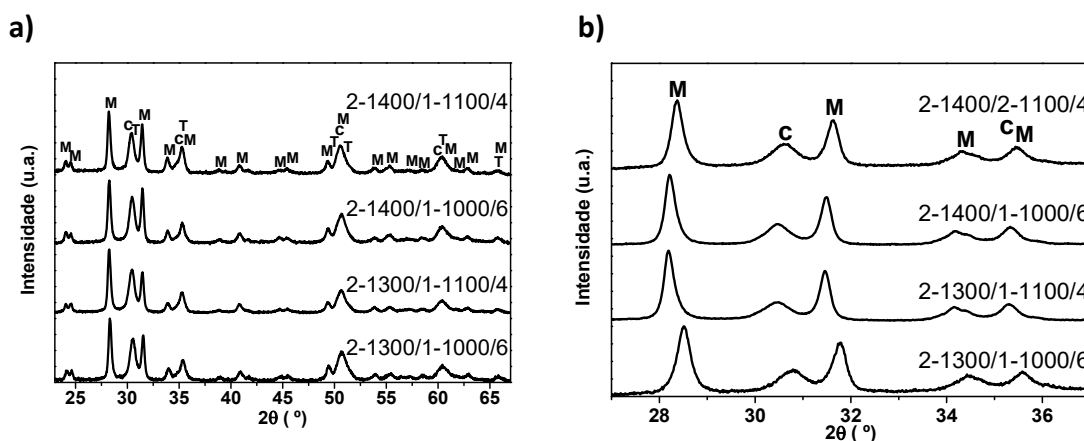 a)
b)
M M M C T M M T C M M M M M M T C M T M M M M T C M M M M T
2-1400/1-1100/4
2-1400/1-1000/6
2-1300/1-1100/4
2-1300/1-1000/6
Intensidade (u.a.)
25 30 35 40 45 50 55 60 65
2θ ( º)
M C M M C M
2-1400/2-1100/4
2-1400/1-1000/6
2-1300/1-1100/4
2-1300/1-1000/6
Intensidade (u.a)
28 30 32 34 36
2θ ( º)